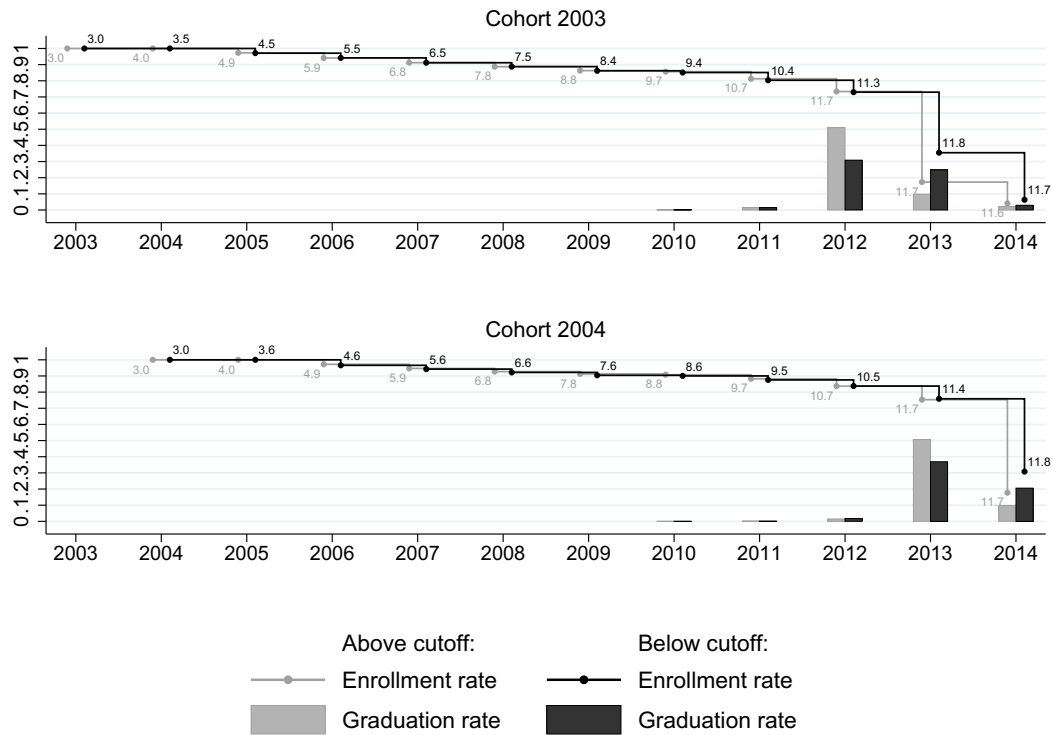 Cohort 2003
3.0 3.5 4.5 5.5 6.5 7.5 8.4 9.4 10.4 11.3 11.8 11.7
3.0 4.0 4.9 5.9 6.8 7.8 8.8 9.7 10.7 11.7 11.7 11.6
0 .1 .2 .3 .4 .5 .6 .7 .8 .9 1
2003 2004 2005 2006 2007 2008 2009 2010 2011 2012 2013 2014
Cohort 2004
3.0 3.6 4.6 5.6 6.6 7.6 8.6 9.5 10.5 11.4 11.8
3.0 4.0 4.9 5.9 6.8 7.8 8.8 9.7 10.7 11.7 11.7
0 .1 .2 .3 .4 .5 .6 .7 .8 .9 1
2003 2004 2005 2006 2007 2008 2009 2010 2011 2012 2013 2014
Above cutoff: Below cutoff:
Enrollment rate Enrollment rate
Graduation rate Graduation rate